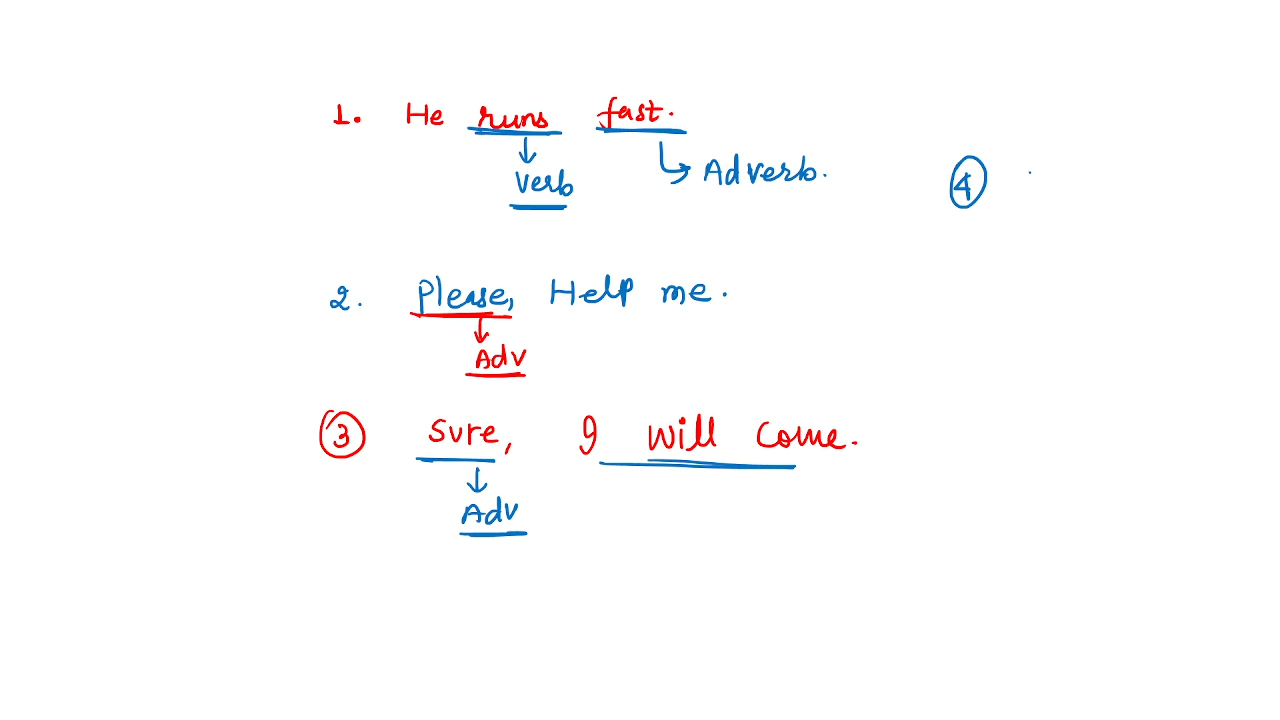 1. He runs fast.
Verb
Adverb.
4
2. Please, Help me.
Adv
3 Sure, I will come.
Adv